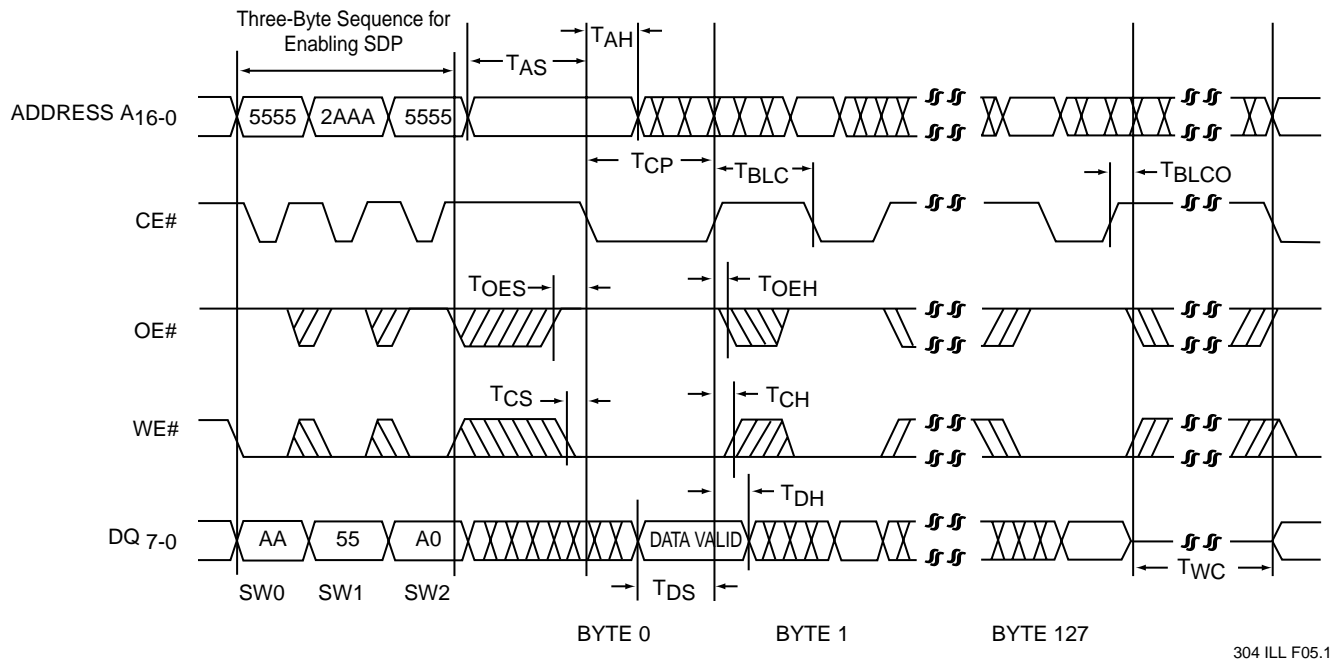 Three-Byte Sequence for
Enabling SDP
TAH
TAS
ADDRESS A16-0
5555
2AAA
5555
TCP
TBLC
TBLCO
CE#
TOES
TOEH
OE#
TCS
TCH
WE#
TDH
DQ 7-0
AA
55
A0
DATA VALID
TWC
SW0
SW1
SW2
TDS
BYTE 0
BYTE 1
BYTE 127
304 ILL F05.1